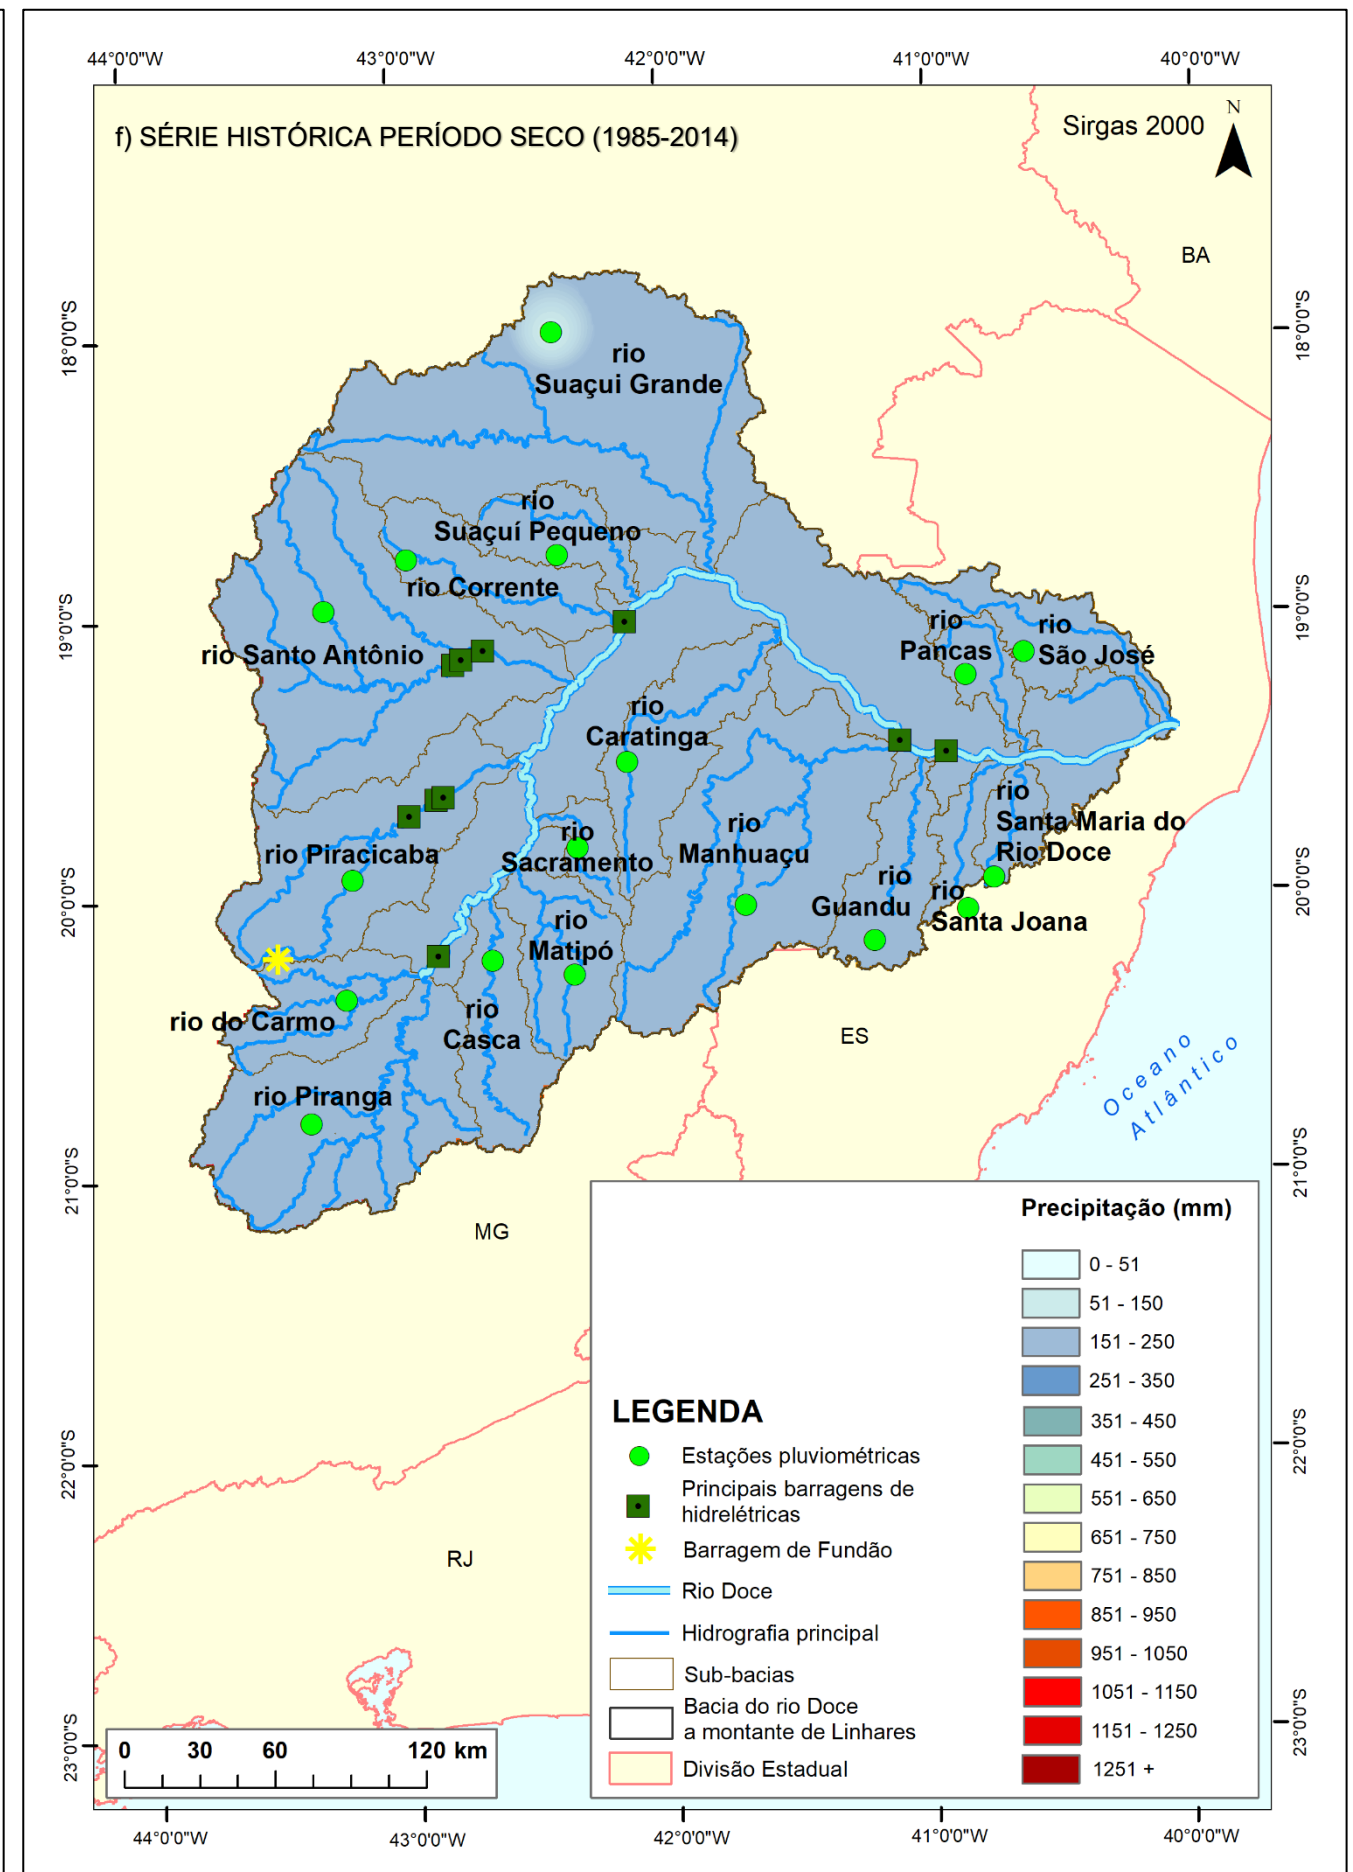 44°0'0"W
43°0'0"W
42°0'0"W
41°0'0"W
40°0'0"W
f) SÉRIE HISTÓRICA PERÍODO SECO (1985-2014)
Sirgas 2000
N
BA
18°0'0"S
18°0'0"S
rio
Suaçui Grande
rio
Suaçuí Pequeno
rio Corrente
19°0'0"S
19°0'0"S
rio Santo Antônio
rio
Pancas
rio
São José
rio
Caratinga
rio
Santa Maria do
Rio Doce
rio
Manhuaçu
rio
Sacramento
rio Piracicaba
rio
Guandu
rio
Santa Joana
20°0'0"S
20°0'0"S
rio
Matipó
rio do Carmo
rio
Casca
ES
Oceano
Atlântico
rio Piranga
21°0'0"S
21°0'0"S
MG
Precipitação (mm)
0 - 51
51 - 150
151 - 250
251 - 350
351 - 450
451 - 550
551 - 650
651 - 750
751 - 850
851 - 950
951 - 1050
1051 - 1150
1151 - 1250
1251 +
LEGENDA
Estações pluviométricas
Principais barragens de
hidrelétricas
Barragem de Fundão
Rio Doce
Hidrografia principal
Sub-bacias
Bacia do rio Doce
a montante de Linhares
Divisão Estadual
22°0'0"S
22°0'0"S
RJ
23°0'0"S
23°0'0"S
0 30 60 120 km
44°0'0"W
43°0'0"W
42°0'0"W
41°0'0"W
40°0'0"W